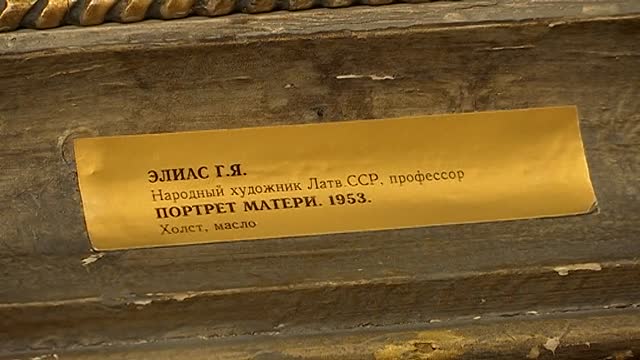 ЭЛИАС Г.Я.
Народный художник Латв.ССР, профессор
ПОРТРЕТ МАТЕРИ. 1953.
Холст, масло